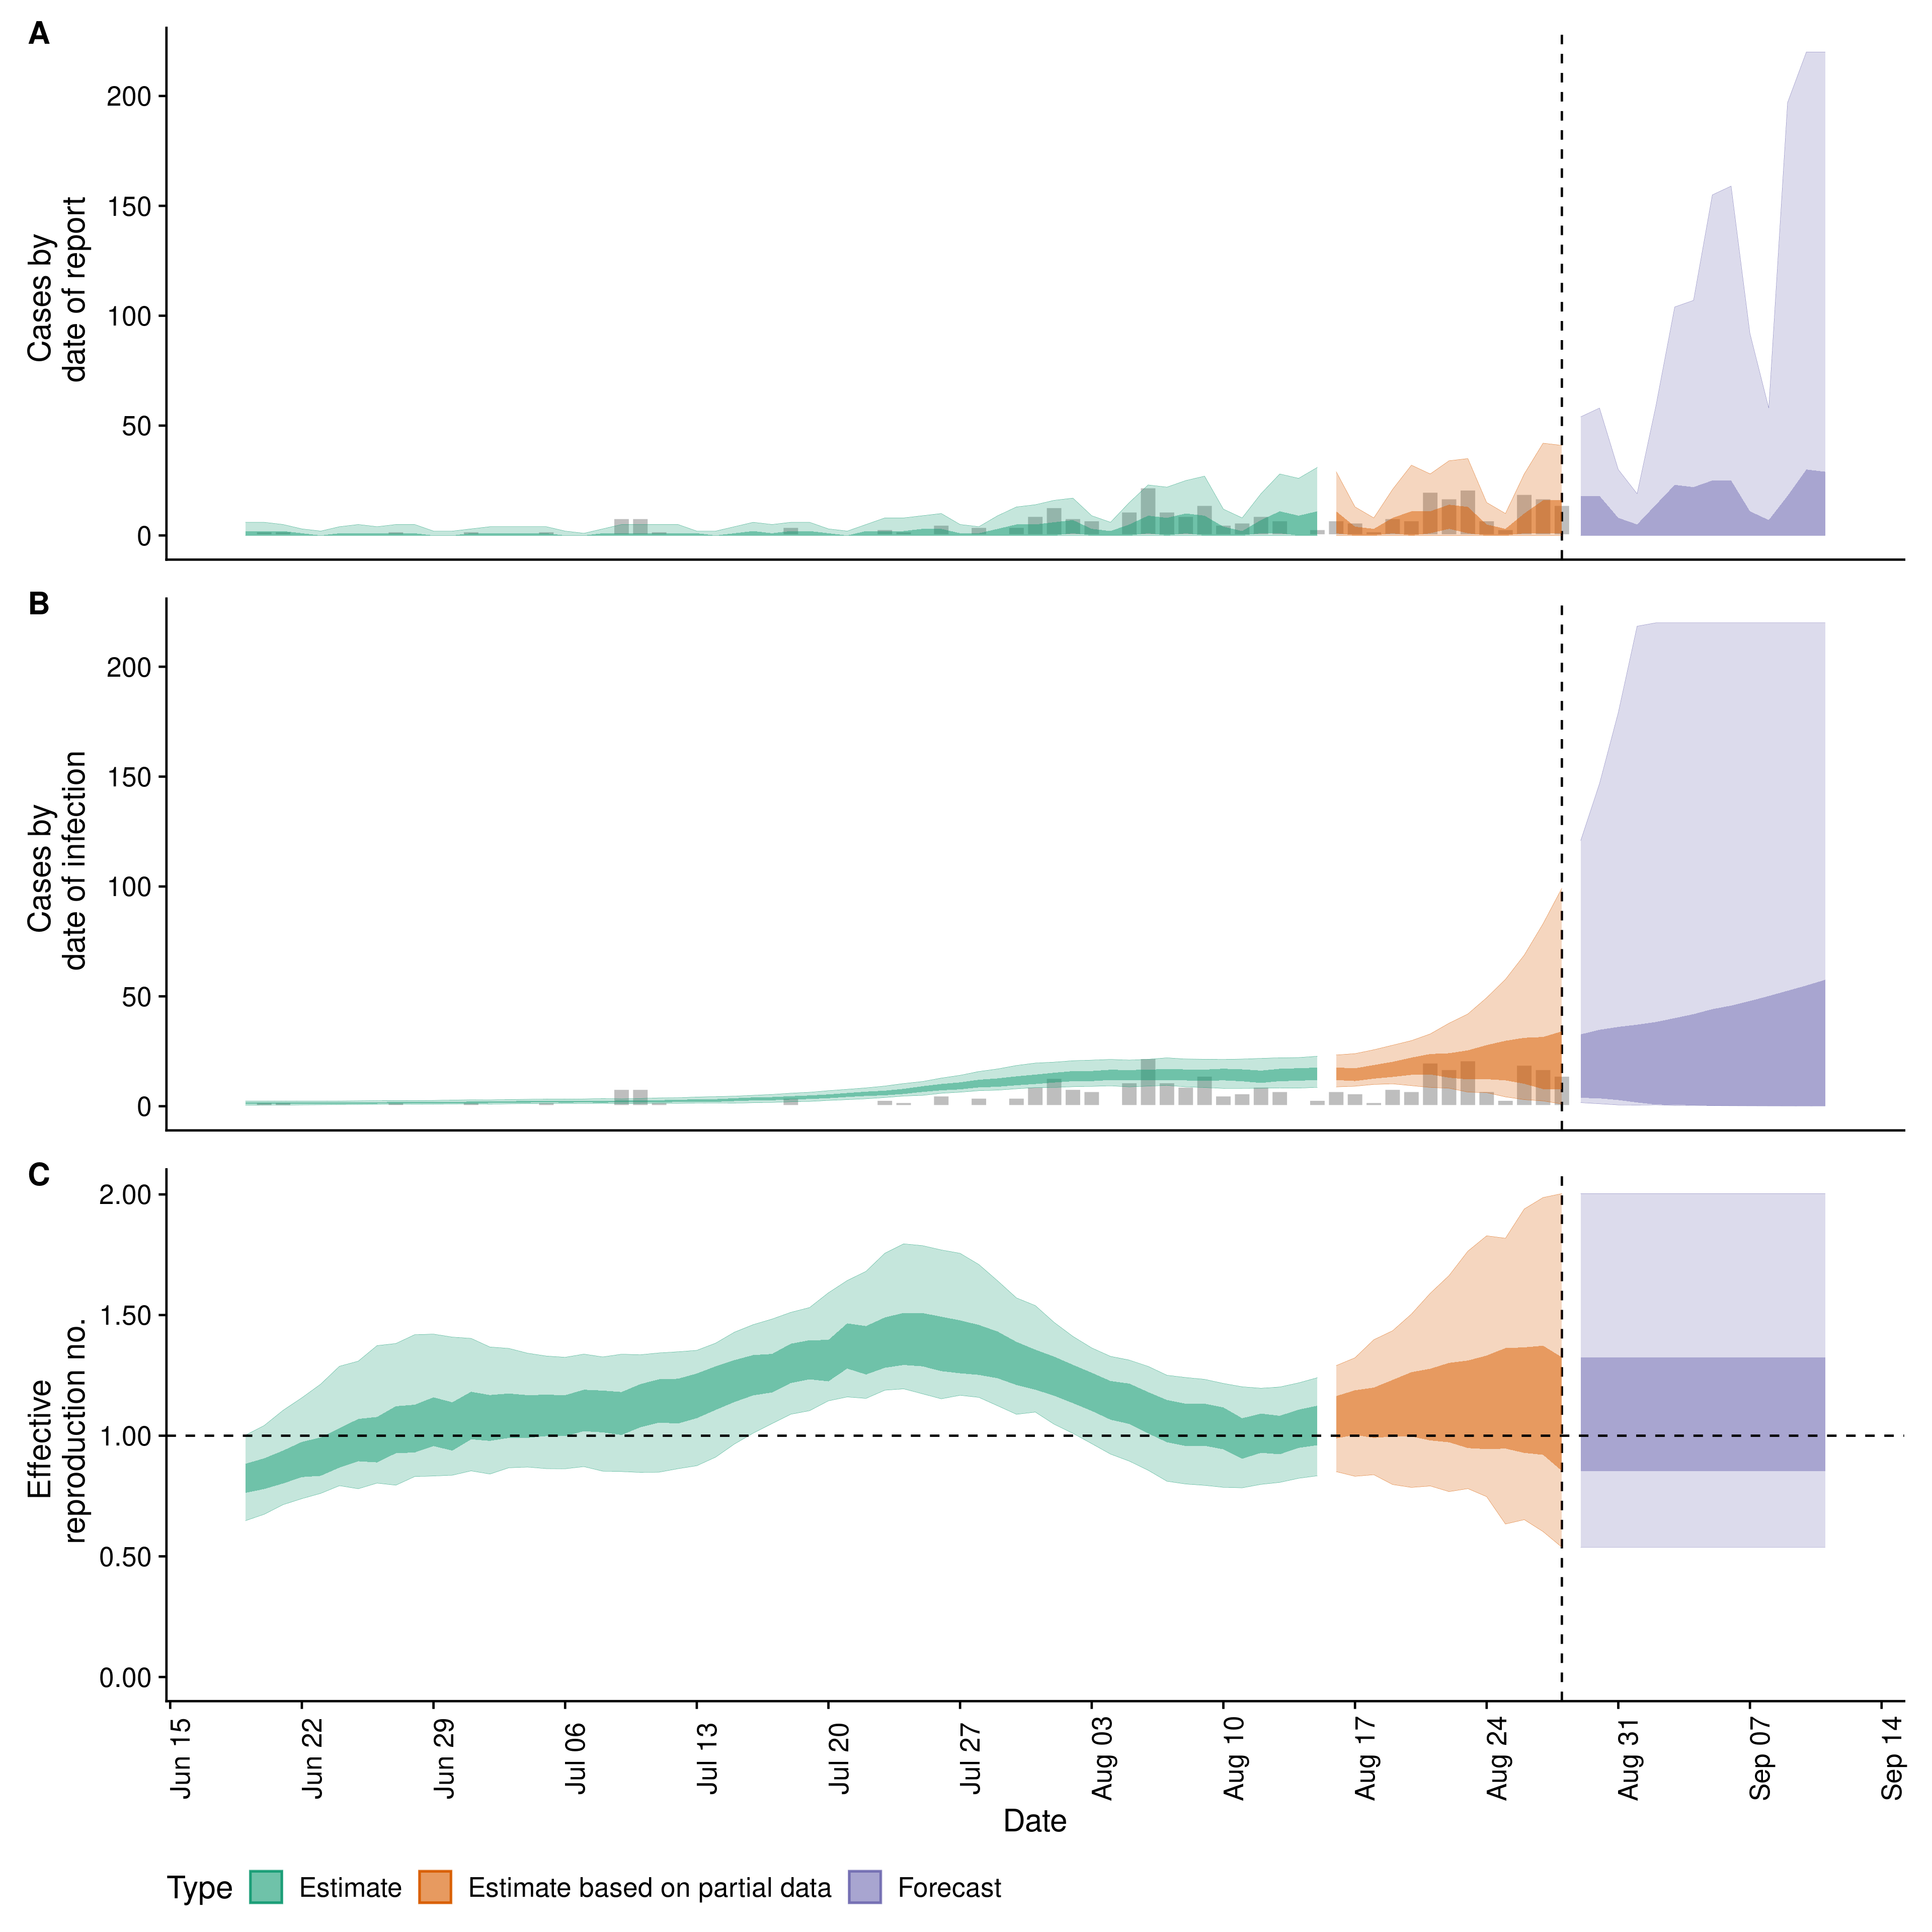 A
200
150
100
50
0
Cases by
date of report
B
200
150
100
50
0
Cases by
date of infection
C
2.00
1.50
1.00
0.50
0.00
Effective
reproduction no.
Jun 15
Jun 22
Jun 29
Jul 06
Jul 13
Jul 20
Jul 27
Aug 03
Aug 10
Aug 17
Aug 24
Aug 31
Sep 07
Sep 14
Date
Type Estimate Estimate based on partial data Forecast